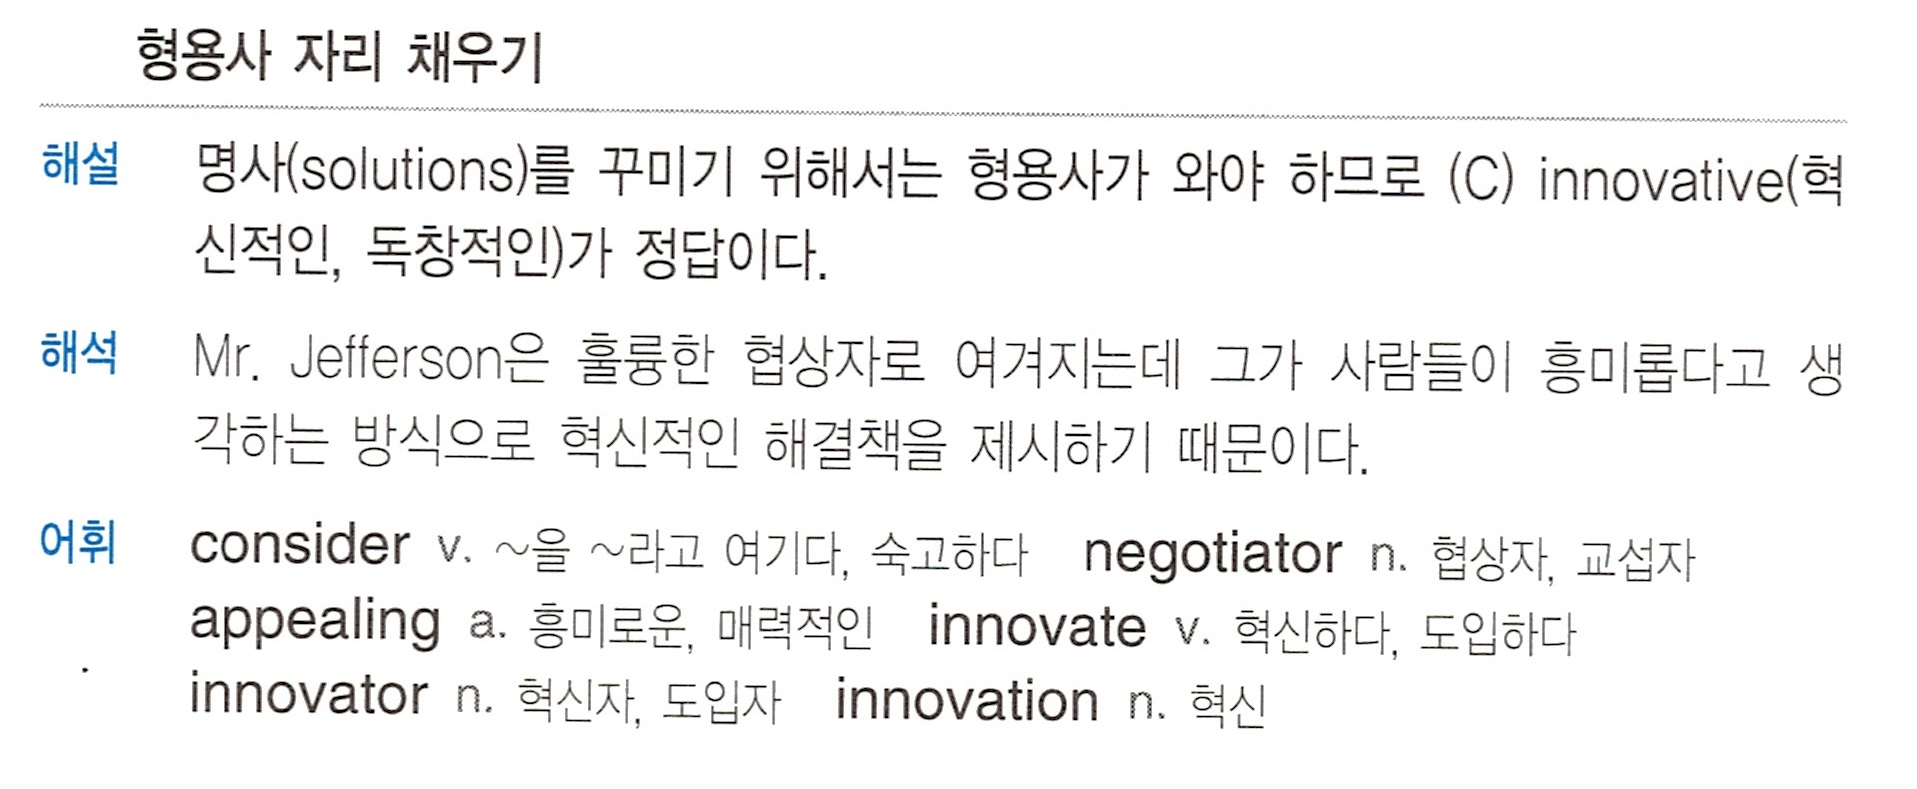 형용사 자리 채우기
해설 명사(solutions)를 꾸미기 위해서는 형용사가 와야 하므로 (C) innovative(혁
신적인, 독창적인)가 정답이다.
해석 Mr. Jefferson은 훌륭한 협상자로 여겨지는데 그가 사람들이 흥미롭다고 생
각하는 방식으로 혁신적인 해결책을 제시하기 때문이다.
어휘 consider v. ~을 ~라고 여기다, 숙고하다 negotiator n. 협상자, 교섭자
appealing a. 흥미로운, 매력적인 innovate v. 혁신하다, 도입하다
innovator n. 혁신자, 도입자 innovation n. 혁신